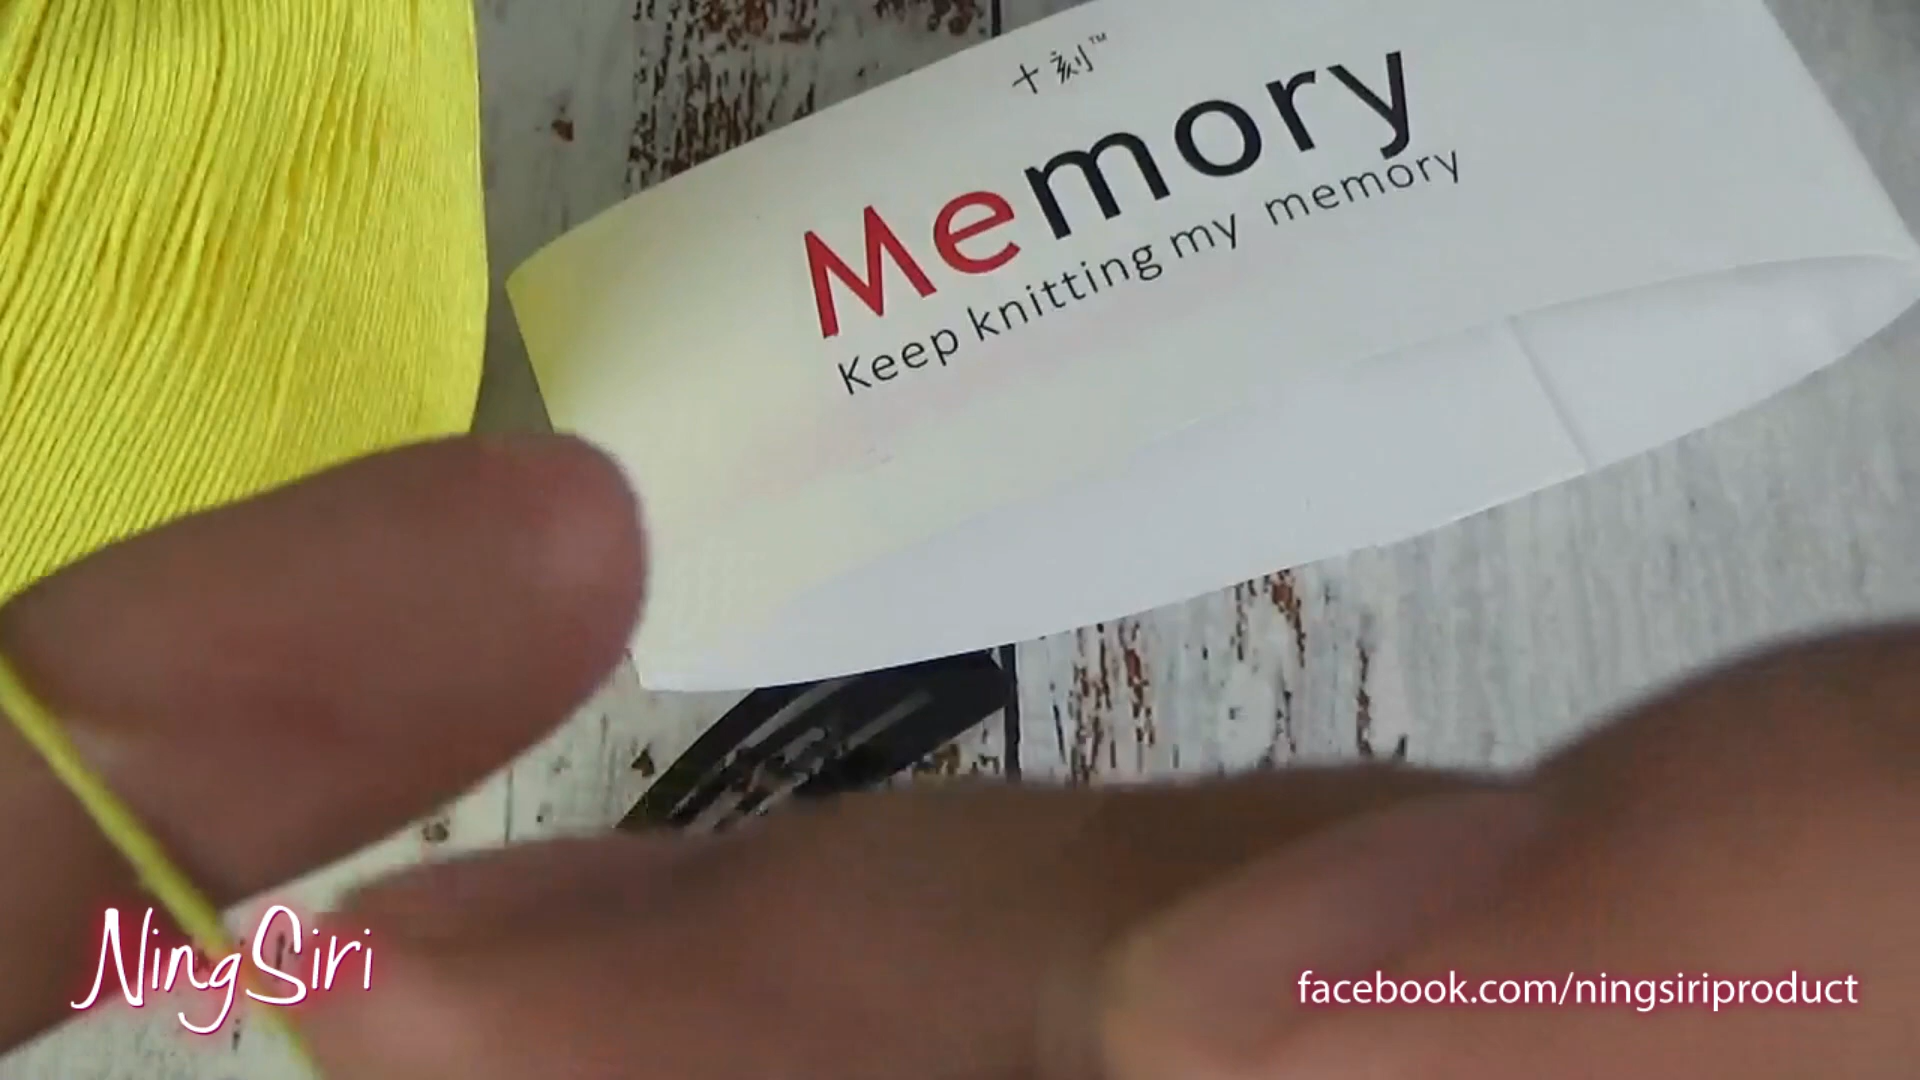 十刻™
Memory
Keep knitting my memory
NingSiri
facebook.com/ningsiriproduct